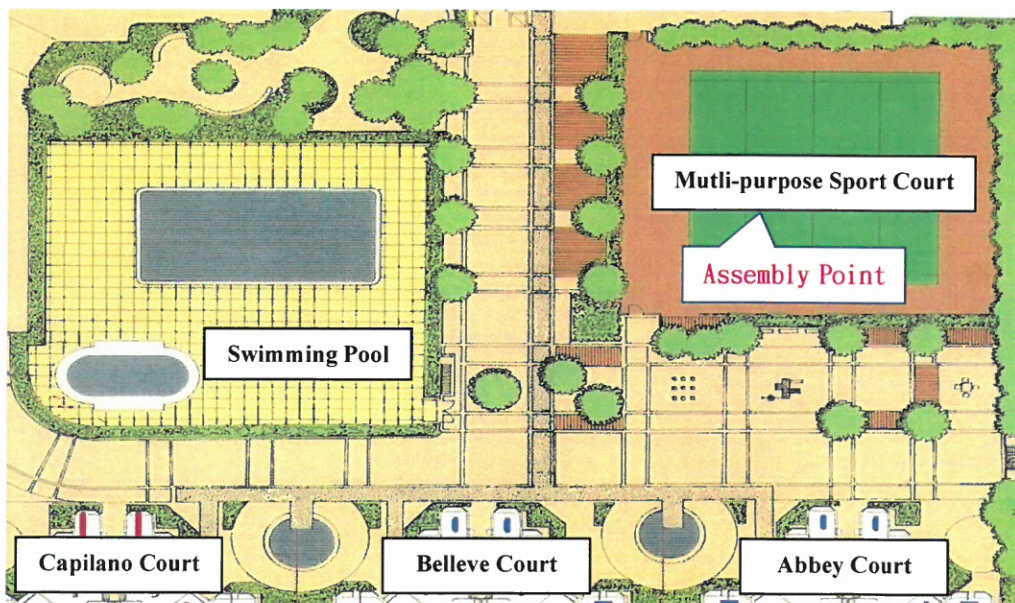 Mutli-purpose Sport Court
Assembly Point
Swimming Pool
Capilano Court
Belleve Court
Abbey Court